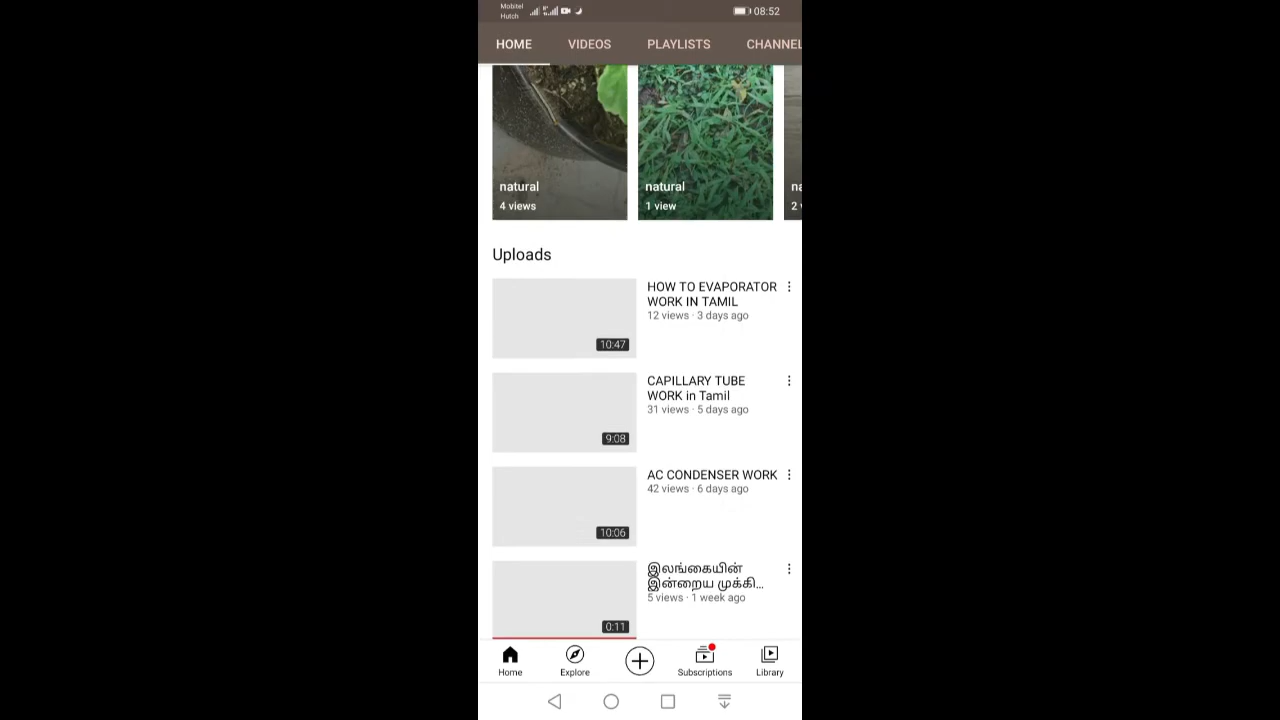 Mobitel
Hutch
08:52
HOME VIDEOS PLAYLISTS CHANNEL
natural
4 views
natural
1 view
na
2
Uploads
HOW TO EVAPORATOR
WORK IN TAMIL
12 views · 3 days ago
10:47
CAPILLARY TUBE
WORK in Tamil
31 views · 5 days ago
9:08
AC CONDENSER WORK
42 views · 6 days ago
10:06
இலங்கையின்
இன்றைய முக்கி...
5 views · 1 week ago
0:11
Home Explore Subscriptions Library